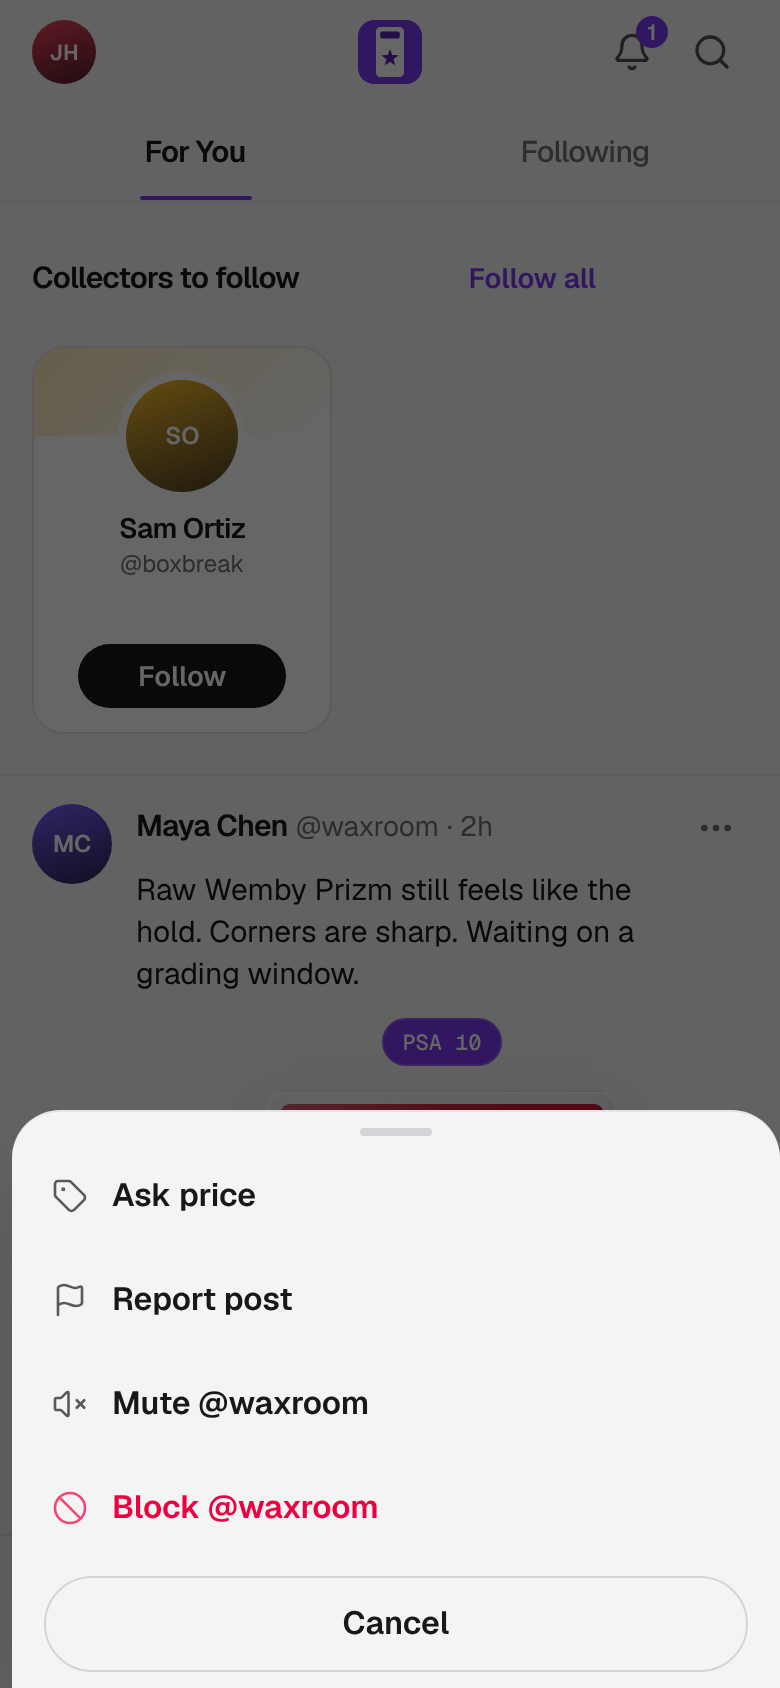 JH
1
For You
Following
Collectors to follow
Follow all
SO
Sam Ortiz
@boxbreak
Follow
MC
Maya Chen @waxroom · 2h
Raw Wemby Prizm still feels like the
hold. Corners are sharp. Waiting on a
grading window.
PSA 10
Ask price
Report post
Mute @waxroom
Block @waxroom
Cancel